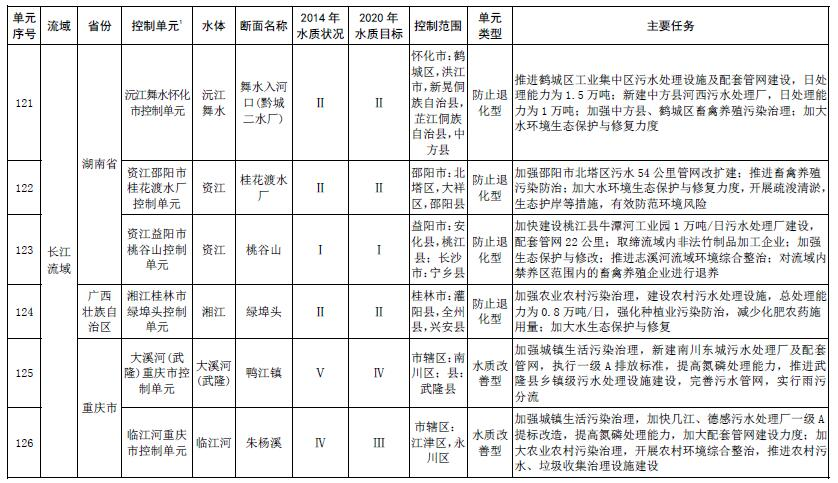 单元序号 流域 省份 控制单元¹ 水体 断面名称 2014年水质状况 2020年水质目标 控制范围 单元类型 主要任务
121
长江流域
湖南省
沅江舞水怀化
市控制单元
沅江
舞水
舞水入河
口(黔城
二水厂)
Ⅱ
Ⅱ
怀化市：鹤
城区，洪江
市，新晃侗
族自治县，
芷江侗族
自治县，中
方县
防止退
化型
推进鹤城区工业集中区污水处理设施及配套管网建设，日处
理能力为1.5万吨；新建中方县河西污水处理厂，日处理能力
为1万吨；加强中方县、鹤城区畜禽养殖污染治理；加大
水环境生态保护与修复力度
122
资江邵阳市
桂花渡水厂
控制单元
资江
桂花渡水
厂
Ⅱ
Ⅱ
邵阳市：北
塔区，大祥
区，邵阳县
防止退
化型
加强邵阳市北塔区污水54公里管网改扩建；推进畜禽养殖
污染防治；加大水环境生态保护与修复力度，开展疏浚清淤，
生态护岸等措施，有效防范环境风险
123
资江益阳市
桃谷山控制
单元
资江
桃谷山
Ⅰ
Ⅰ
益阳市：安
化县，桃江
县；长沙
市：宁乡县
防止退
化型
加快建设桃江县牛潭河工业园1万吨/日污水处理厂建设，
配套管网22公里；取缔流域内非法竹制品加工企业；加强
生态保护与修改；推进志溪河流域环境综合整治；对流域内
禁养区范围内的畜禽养殖企业进行退养
124
广西
壮族自
治区
湘江桂林市
绿埠头控制
单元
湘江
绿埠头
Ⅱ
Ⅱ
桂林市：灌
阳县，全州
县，兴安县
防止退
化型
加强农业农村污染治理，建设农村污水处理设施，总处理能
力为0.8万吨/日，强化种植业污染防治，减少化肥农药施
用量；加大水生态保护与修复
125
重庆市
大溪河(武
隆)重庆市控
制单元
大溪河
(武隆)
鸭江镇
Ⅴ
Ⅳ
市辖区：南
川区；县：
武隆县
水质改
善型
加强城镇生活污染治理，新建南川东城污水处理厂及配套
管网，执行一级A排放标准，提高氮磷处理能力，推进武
隆县乡镇级污水处理设施建设，完善污水管网，实行雨污
分流
126
临江河重庆
市控制单元
临江河
朱杨溪
Ⅳ
Ⅲ
市辖区：
江津区，永
川区
水质改
善型
加强城镇生活污染治理，加快几江、德感污水处理厂一级A
提标改造，提高氮磷处理能力，加大配套管网建设力度；加
大农业农村污染治理，开展农村环境综合整治，推进农村污
水、垃圾收集治理设施建设